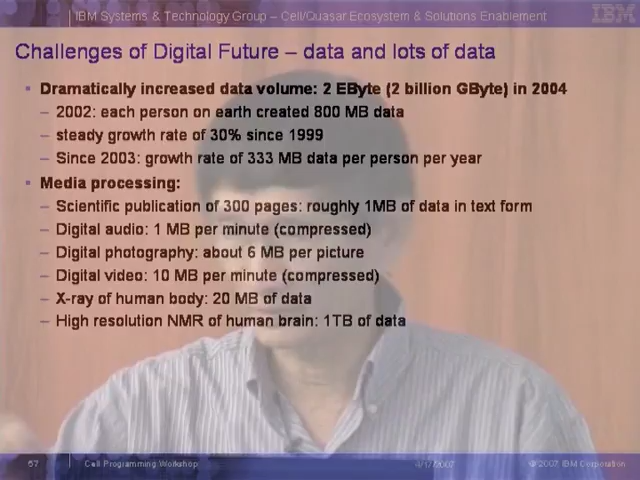 IBM Systems & Technology Group – Cell/Quasar Ecosystem & Solutions Enablement
IBM
Challenges of Digital Future – data and lots of data
▪ Dramatically increased data volume: 2 EByte (2 billion GByte) in 2004
– 2002: each person on earth created 800 MB data
– steady growth rate of 30% since 1999
– Since 2003: growth rate of 333 MB data per person per year
▪ Media processing:
– Scientific publication of 300 pages: roughly 1MB of data in text form
– Digital audio: 1 MB per minute (compressed)
– Digital photography: about 6 MB per picture
– Digital video: 10 MB per minute (compressed)
– X-ray of human body: 20 MB of data
– High resolution NMR of human brain: 1TB of data
57 Cell Programming Workshop 4/17/2007 © 2007 IBM Corporation